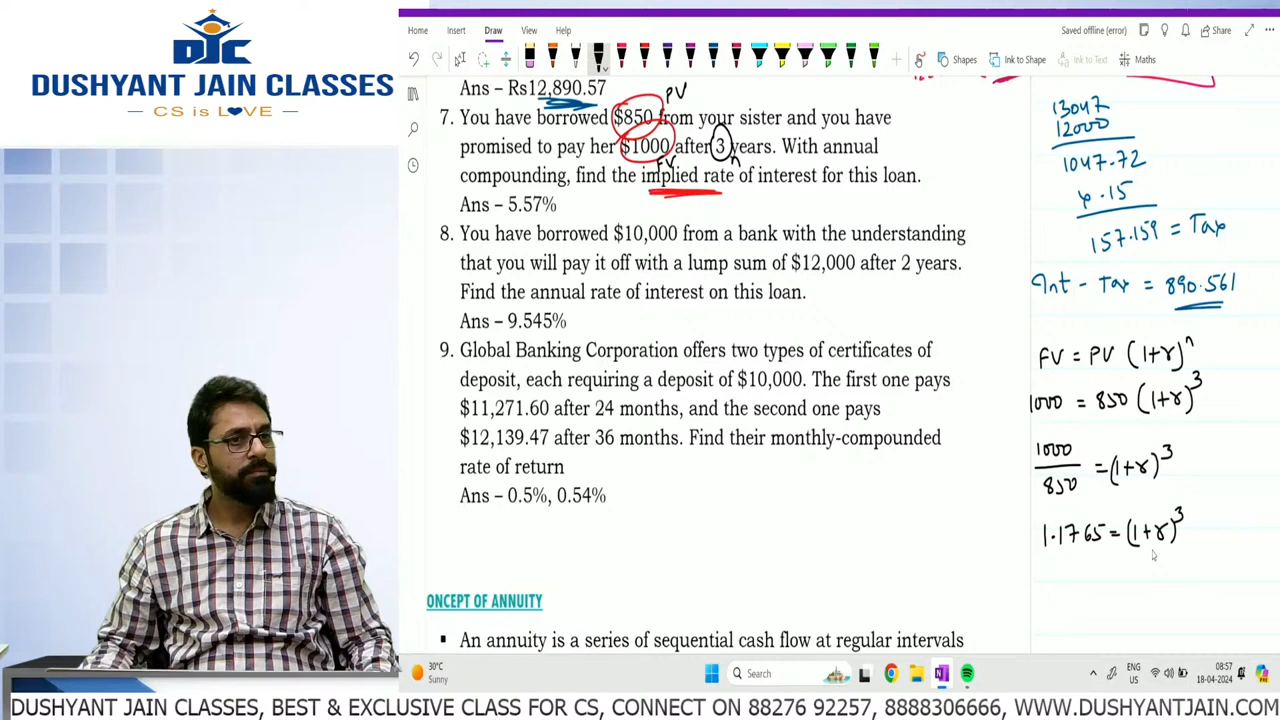 DJC
DUSHYANT JAIN CLASSES
CS is L❤VE
Home Insert Draw View Help
Saved offline (error) Share
Shapes Ink to Shape Ink to Text Maths
Ans – Rs12,890.57
PV
7. You have borrowed $850 from your sister and you have
promised to pay her $1000 after 3 years. With annual
FV n
compounding, find the implied rate of interest for this loan.
Ans – 5.57%
8. You have borrowed $10,000 from a bank with the understanding
that you will pay it off with a lump sum of $12,000 after 2 years.
Find the annual rate of interest on this loan.
Ans – 9.545%
9. Global Banking Corporation offers two types of certificates of
deposit, each requiring a deposit of $10,000. The first one pays
$11,271.60 after 24 months, and the second one pays
$12,139.47 after 36 months. Find their monthly-compounded
rate of return
Ans – 0.5%, 0.54%
ONCEPT OF ANNUITY
▪ An annuity is a series of sequential cash flow at regular intervals
13047
12000
1047.72
× .15
157.159 = Tax
Int - Tax = 890.561
FV = PV (1+r)^n
1000 = 850 (1+r)^3
1000
850
= (1+r)^3
1.1765 = (1+r)^3
30°C
Sunny
Search
ENG
US
08:57
18-04-2024
DUSHYANT JAIN CLASSES, BEST & EXCLUSIVE CLASS FOR CS, CONNECT ON 88276 92257, 8888306666, WWW.DUSHYANTJAIN.COM